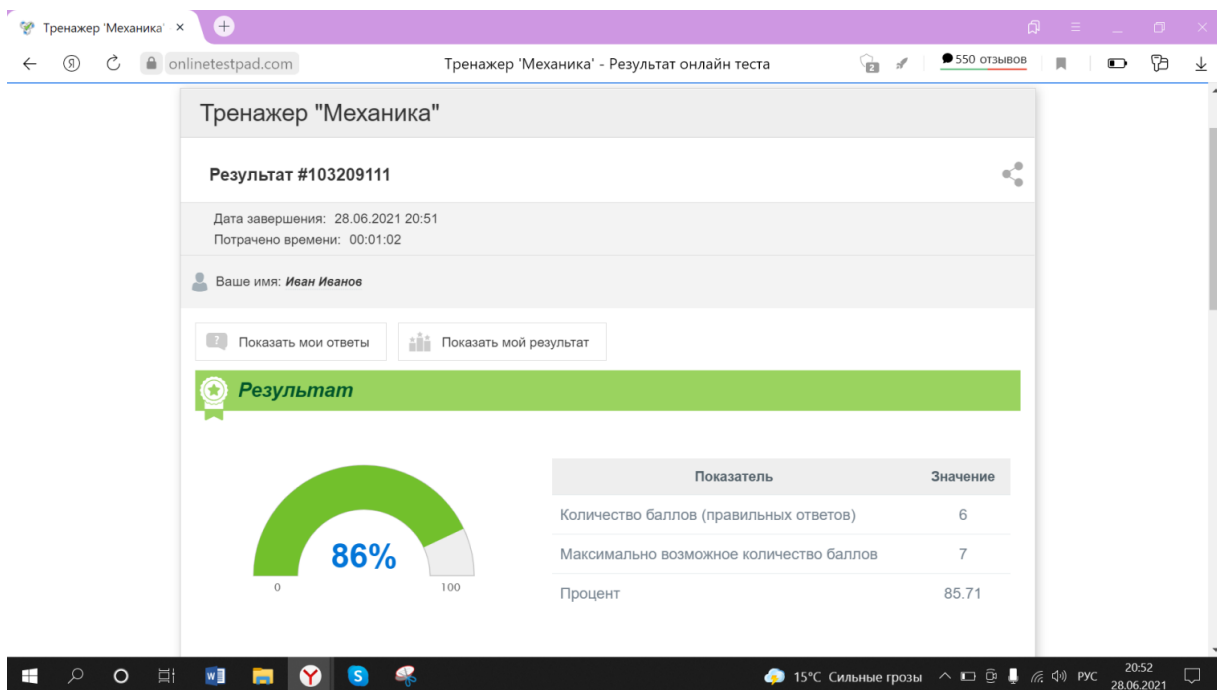 Тренажер 'Механика'
onlinetestpad.com
Тренажер 'Механика' - Результат онлайн теста
2
550 отзывов
Тренажер "Механика"
Результат #103209111
Дата завершения: 28.06.2021 20:51
Потрачено времени: 00:01:02
Ваше имя: Иван Иванов
Показать мои ответы
Показать мой результат
Результат
Показатель Значение
Количество баллов (правильных ответов) 6
Максимально возможное количество баллов 7
Процент 85.71
86%
0 100
15°C Сильные грозы
РУС
20:52
28.06.2021